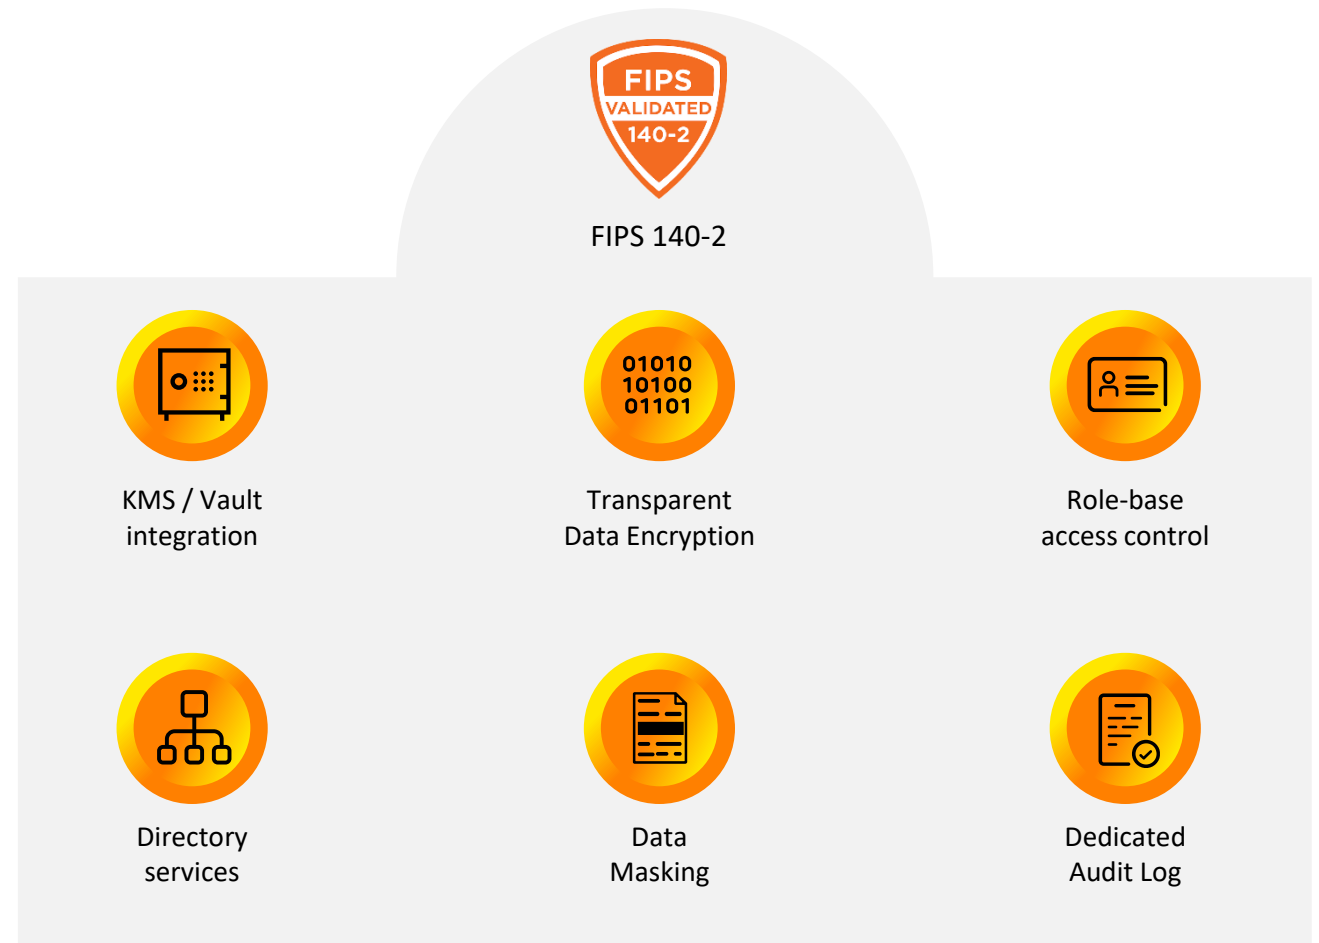 FIPS
VALIDATED
140-2
FIPS 140-2
01010
10100
01101
KMS / Vault
integration
Transparent
Data Encryption
Role-base
access control
Directory
services
Data
Masking
Dedicated
Audit Log